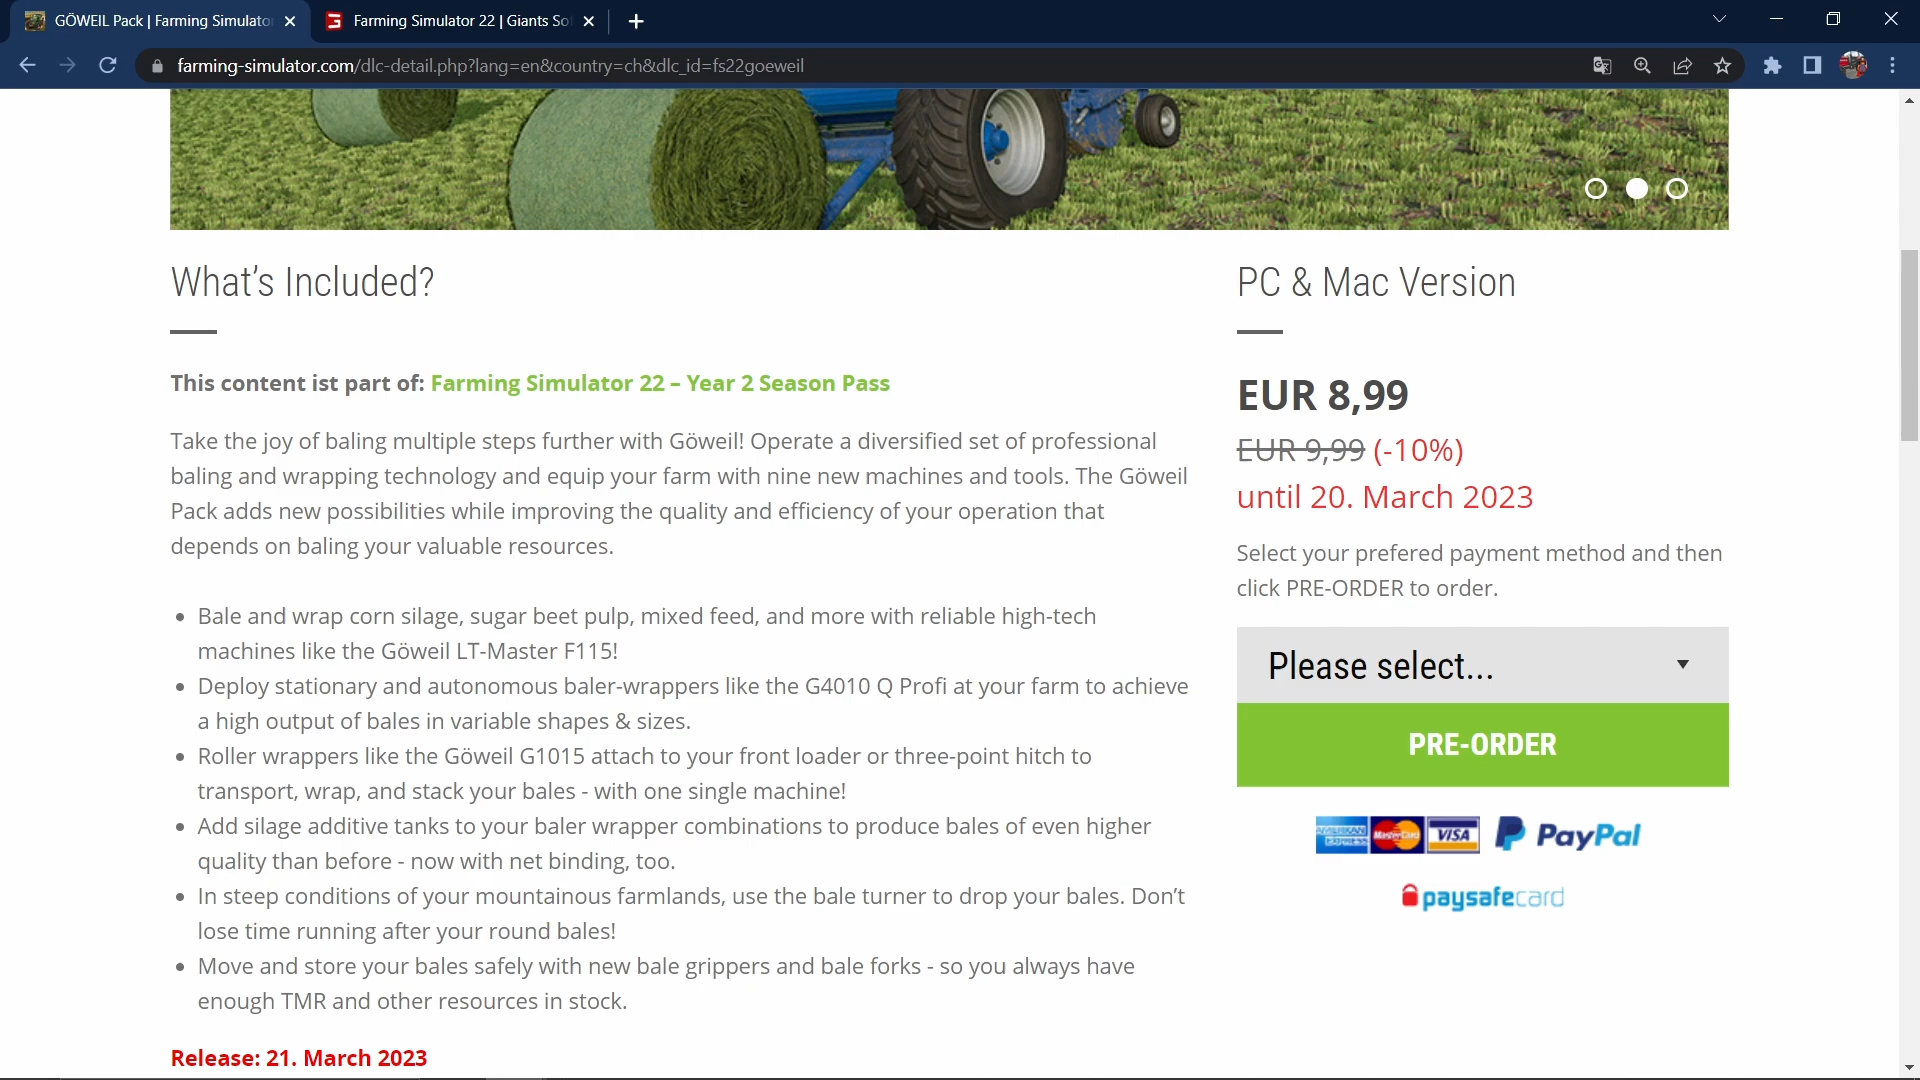 GÖWEIL Pack | Farming Simulator
Farming Simulator 22 | Giants So
farming-simulator.com/dlc-detail.php?lang=en&country=ch&dlc_id=fs22goeweil
What’s Included?
This content ist part of: Farming Simulator 22 – Year 2 Season Pass
Take the joy of baling multiple steps further with Göweil! Operate a diversified set of professional
baling and wrapping technology and equip your farm with nine new machines and tools. The Göweil
Pack adds new possibilities while improving the quality and efficiency of your operation that
depends on baling your valuable resources.
• Bale and wrap corn silage, sugar beet pulp, mixed feed, and more with reliable high-tech
machines like the Göweil LT-Master F115!
• Deploy stationary and autonomous baler-wrappers like the G4010 Q Profi at your farm to achieve
a high output of bales in variable shapes & sizes.
• Roller wrappers like the Göweil G1015 attach to your front loader or three-point hitch to
transport, wrap, and stack your bales - with one single machine!
• Add silage additive tanks to your baler wrapper combinations to produce bales of even higher
quality than before - now with net binding, too.
• In steep conditions of your mountainous farmlands, use the bale turner to drop your bales. Don’t
lose time running after your round bales!
• Move and store your bales safely with new bale grippers and bale forks - so you always have
enough TMR and other resources in stock.
Release: 21. March 2023
PC & Mac Version
EUR 8,99
EUR 9,99 (-10%)
until 20. March 2023
Select your prefered payment method and then
click PRE-ORDER to order.
Please select...
PRE-ORDER
AMERICAN EXPRESS MasterCard VISA PayPal
paysafecard